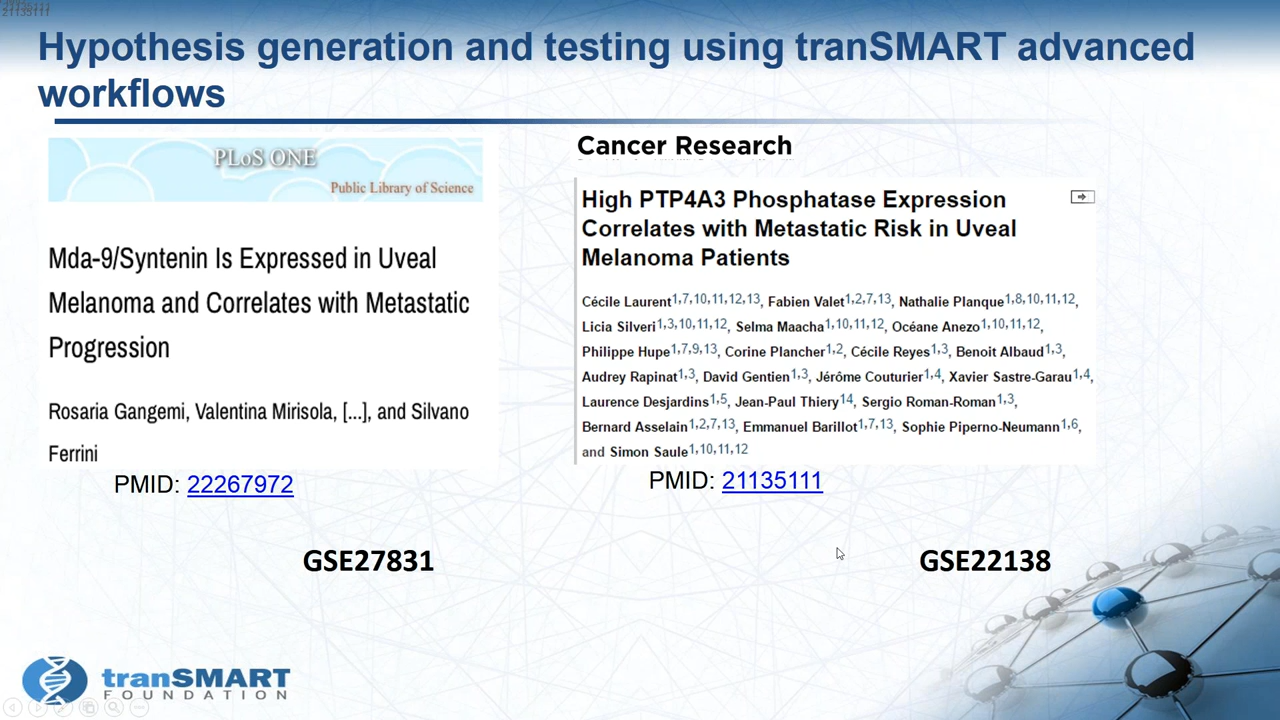 21135111
Hypothesis generation and testing using tranSMART advanced
workflows
PLoS ONE
Public Library of Science
Mda-9/Syntenin Is Expressed in Uveal
Melanoma and Correlates with Metastatic
Progression
Rosaria Gangemi, Valentina Mirisola, [...], and Silvano
Ferrini
PMID: 22267972
GSE27831
Cancer Research
High PTP4A3 Phosphatase Expression
Correlates with Metastatic Risk in Uveal
Melanoma Patients
Cécile Laurent1,7,10,11,12,13, Fabien Valet1,2,7,13, Nathalie Planque1,8,10,11,12,
Licia Silveri1,3,10,11,12, Selma Maacha1,10,11,12, Océane Anezo1,10,11,12,
Philippe Hupe1,7,9,13, Corine Plancher1,2, Cécile Reyes1,3, Benoit Albaud1,3,
Audrey Rapinat1,3, David Gentien1,3, Jérôme Couturier1,4, Xavier Sastre-Garau1,4,
Laurence Desjardins1,5, Jean-Paul Thiery14, Sergio Roman-Roman1,3,
Bernard Asselain1,2,7,13, Emmanuel Barillot1,7,13, Sophie Piperno-Neumann1,6,
and Simon Saule1,10,11,12
PMID: 21135111
GSE22138
tranSMART
FOUNDATION